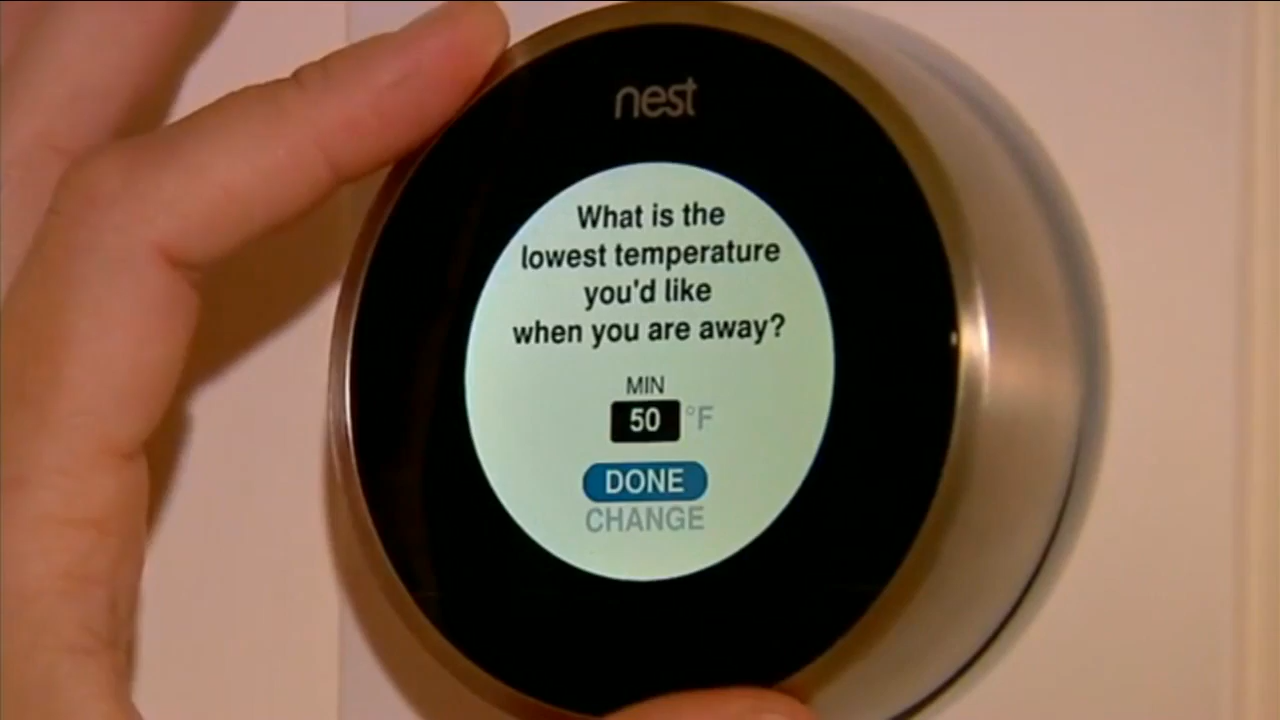 nest
What is the
lowest temperature
you'd like
when you are away?
MIN
50 °F
DONE
CHANGE